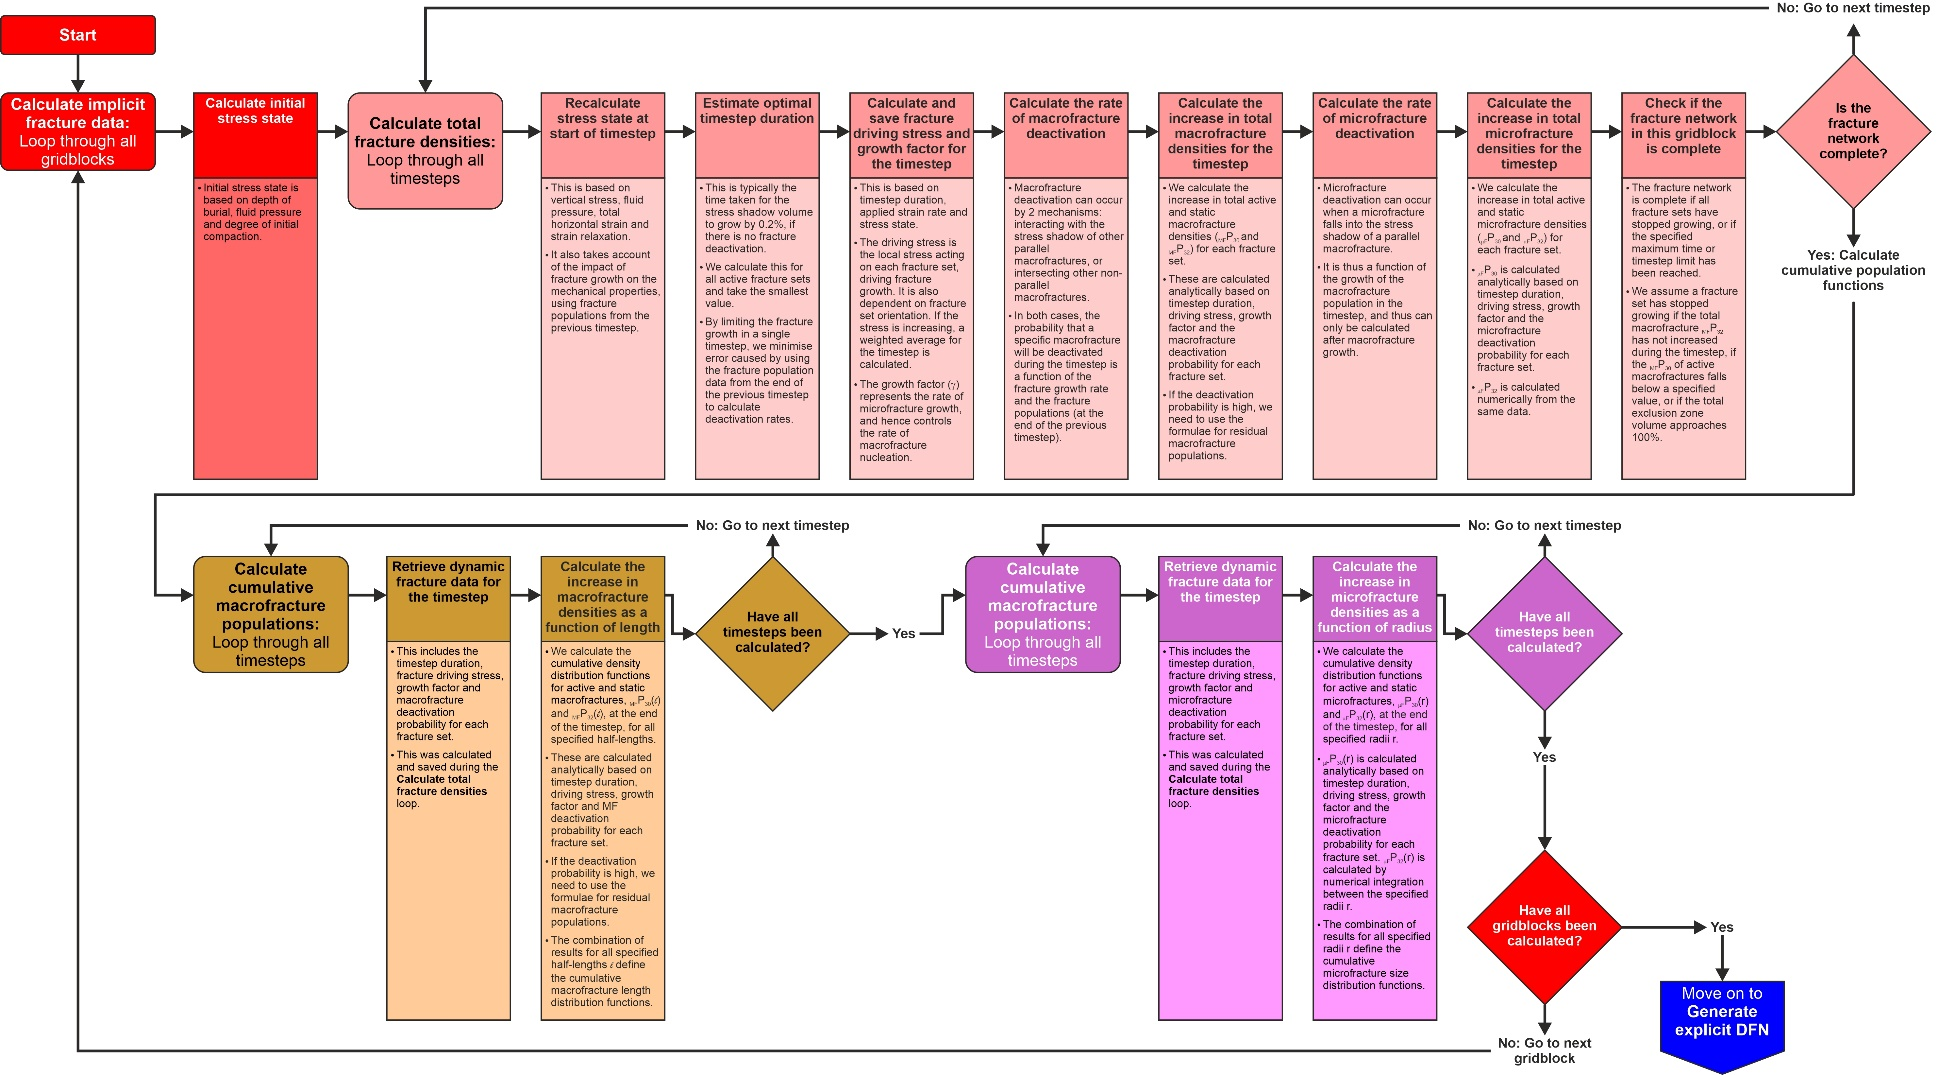 No: Go to next timestep
Start
Calculate implicit
fracture data:
Loop through all
gridblocks
Calculate initial
stress state
• Initial stress state is
based on depth of
burial, fluid pressure
and degree of initial
compaction.
Calculate total
fracture densities:
Loop through all
timesteps
Recalculate
stress state at
start of timestep
• This is based on
vertical stress, fluid
pressure, total
horizontal strain and
strain relaxation.
• It also takes account
of the impact of
fracture growth on the
mechanical properties,
using fracture
populations from the
previous timestep.
Estimate optimal
timestep duration
• This is typically the
time taken for the
stress shadow volume
to grow by 0.2%, if
there is no fracture
deactivation.
• We calculate this for
all active fracture sets
and take the smallest
value.
• By limiting the fracture
growth in a single
timestep, we minimise
error caused by using
the fracture population
data from the end of
the previous timestep
to calculate
deactivation rates.
Calculate and
save fracture
driving stress and
growth factor for
the timestep
• This is based on
timestep duration,
applied strain rate and
stress state.
• The driving stress is
the local stress acting
on each fracture set,
driving fracture
growth. It is also
dependent on fracture
set orientation. If the
stress is increasing, a
weighted average for
the timestep is
calculated.
• The growth factor (γ)
represents the rate of
microfracture growth,
and hence controls
the rate of
macrofracture
nucleation.
Calculate the rate
of macrofracture
deactivation
• Macrofracture
deactivation can occur
by 2 mechanisms:
interacting with the
stress shadow of other
parallel
macrofractures, or
intersecting other non-
parallel
macrofractures.
• In both cases, the
probability that a
specific macrofracture
will be deactivated
during the timestep is
a function of the
fracture growth rate
and the fracture
populations (at the
end of the previous
timestep).
Calculate the
increase in total
macrofracture
densities for the
timestep
• We calculate the
increase in total active
and static
macrofracture
densities (MFP30 and
MFP32) for each fracture
set.
• These are calculated
analytically based on
timestep duration,
driving stress, growth
factor and the
macrofracture
deactivation
probability for each
fracture set.
• If the deactivation
probability is high, we
need to use the
formulae for residual
macrofracture
populations.
Calculate the rate
of microfracture
deactivation
• Microfracture
deactivation can occur
when a microfracture
falls into the stress
shadow of a parallel
macrofracture.
• It is thus a function of
the growth of the
macrofracture
population in the
timestep, and thus can
only be calculated
after macrofracture
growth.
Calculate the
increase in total
microfracture
densities for the
timestep
• We calculate the
increase in total active
and static
microfracture densities
(μFP30 and μFP32) for
each fracture set.
• μFP30 is calculated
analytically based on
timestep duration,
driving stress, growth
factor and the
microfracture
deactivation
probability for each
fracture set.
• μFP32 is calculated
numerically from the
same data.
Check if the
fracture network
in this gridblock
is complete
• The fracture network
is complete if all
fracture sets have
stopped growing, or if
the specified
maximum time or
timestep limit has
been reached.
• We assume a fracture
set has stopped
growing if the total
macrofracture MFP32
has not increased
during the timestep, if
the MFP30 of active
macrofractures falls
below a specified
value, or if the total
exclusion zone
volume approaches
100%.
Is the
fracture
network
complete?
Yes: Calculate
cumulative population
functions
No: Go to next timestep
Calculate
cumulative
macrofracture
populations:
Loop through all
timesteps
Retrieve dynamic
fracture data for
the timestep
• This includes the
timestep duration,
fracture driving stress,
growth factor and
macrofracture
deactivation
probability for each
fracture set.
• This was calculated
and saved during the
Calculate total
fracture densities
loop.
Calculate the
increase in
macrofracture
densities as a
function of length
• We calculate the
cumulative density
distribution functions
for active and static
macrofractures, MFP30(ℓ)
and MFP32(ℓ), at the end
of the timestep, for all
specified half-lengths.
• These are calculated
analytically based on
timestep duration,
driving stress, growth
factor and MF
deactivation
probability for each
fracture set.
• If the deactivation
probability is high, we
need to use the
formulae for residual
macrofracture
populations.
• The combination of
results for all specified
half-lengths ℓ define
the cumulative
macrofracture length
distribution functions.
Have all
timesteps been
calculated?
Yes
No: Go to next timestep
Calculate
cumulative
macrofracture
populations:
Loop through all
timesteps
Retrieve dynamic
fracture data for
the timestep
• This includes the
timestep duration,
fracture driving stress,
growth factor and
microfracture
deactivation
probability for each
fracture set.
• This was calculated
and saved during the
Calculate total
fracture densities
loop.
Calculate the
increase in
microfracture
densities as a
function of radius
• We calculate the
cumulative density
distribution functions
for active and static
microfractures, μFP30(r)
and μFP32(r), at the end
of the timestep, for all
specified radii r.
• μFP30(r) is calculated
analytically based on
timestep duration,
driving stress, growth
factor and the
microfracture
deactivation
probability for each
fracture set. μFP32(r) is
calculated by
numerical integration
between the specified
radii r.
• The combination of
results for all specified
radii r define the
cumulative
microfracture size
distribution functions.
Have all
timesteps been
calculated?
Yes
Have all
gridblocks been
calculated?
Yes
Move on to
Generate
explicit DFN
No: Go to next
gridblock